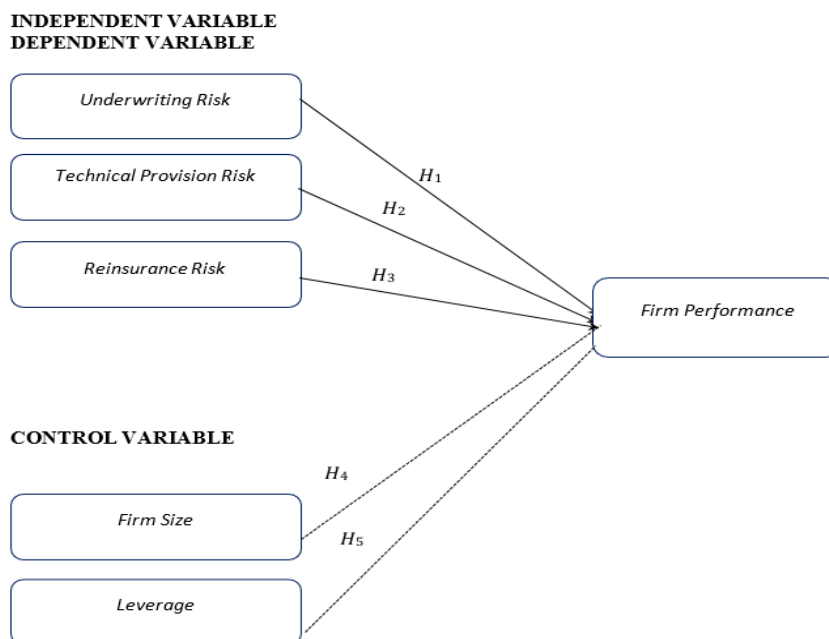 INDEPENDENT VARIABLE
DEPENDENT VARIABLE
Underwriting Risk
Technical Provision Risk
Reinsurance Risk
H1
H2
H3
Firm Performance
CONTROL VARIABLE
H4
Firm Size
H5
Leverage